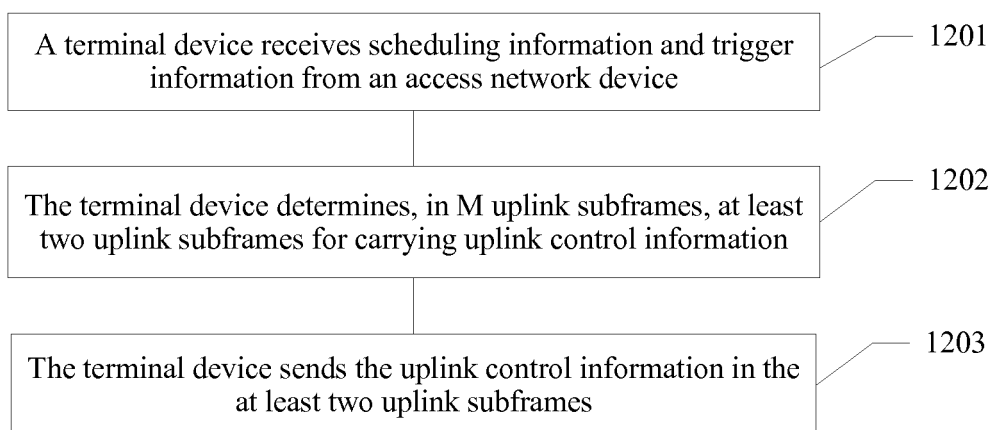 A terminal device receives scheduling information and trigger
information from an access network device
1201
The terminal device determines, in M uplink subframes, at least
two uplink subframes for carrying uplink control information
1202
The terminal device sends the uplink control information in the
at least two uplink subframes
1203